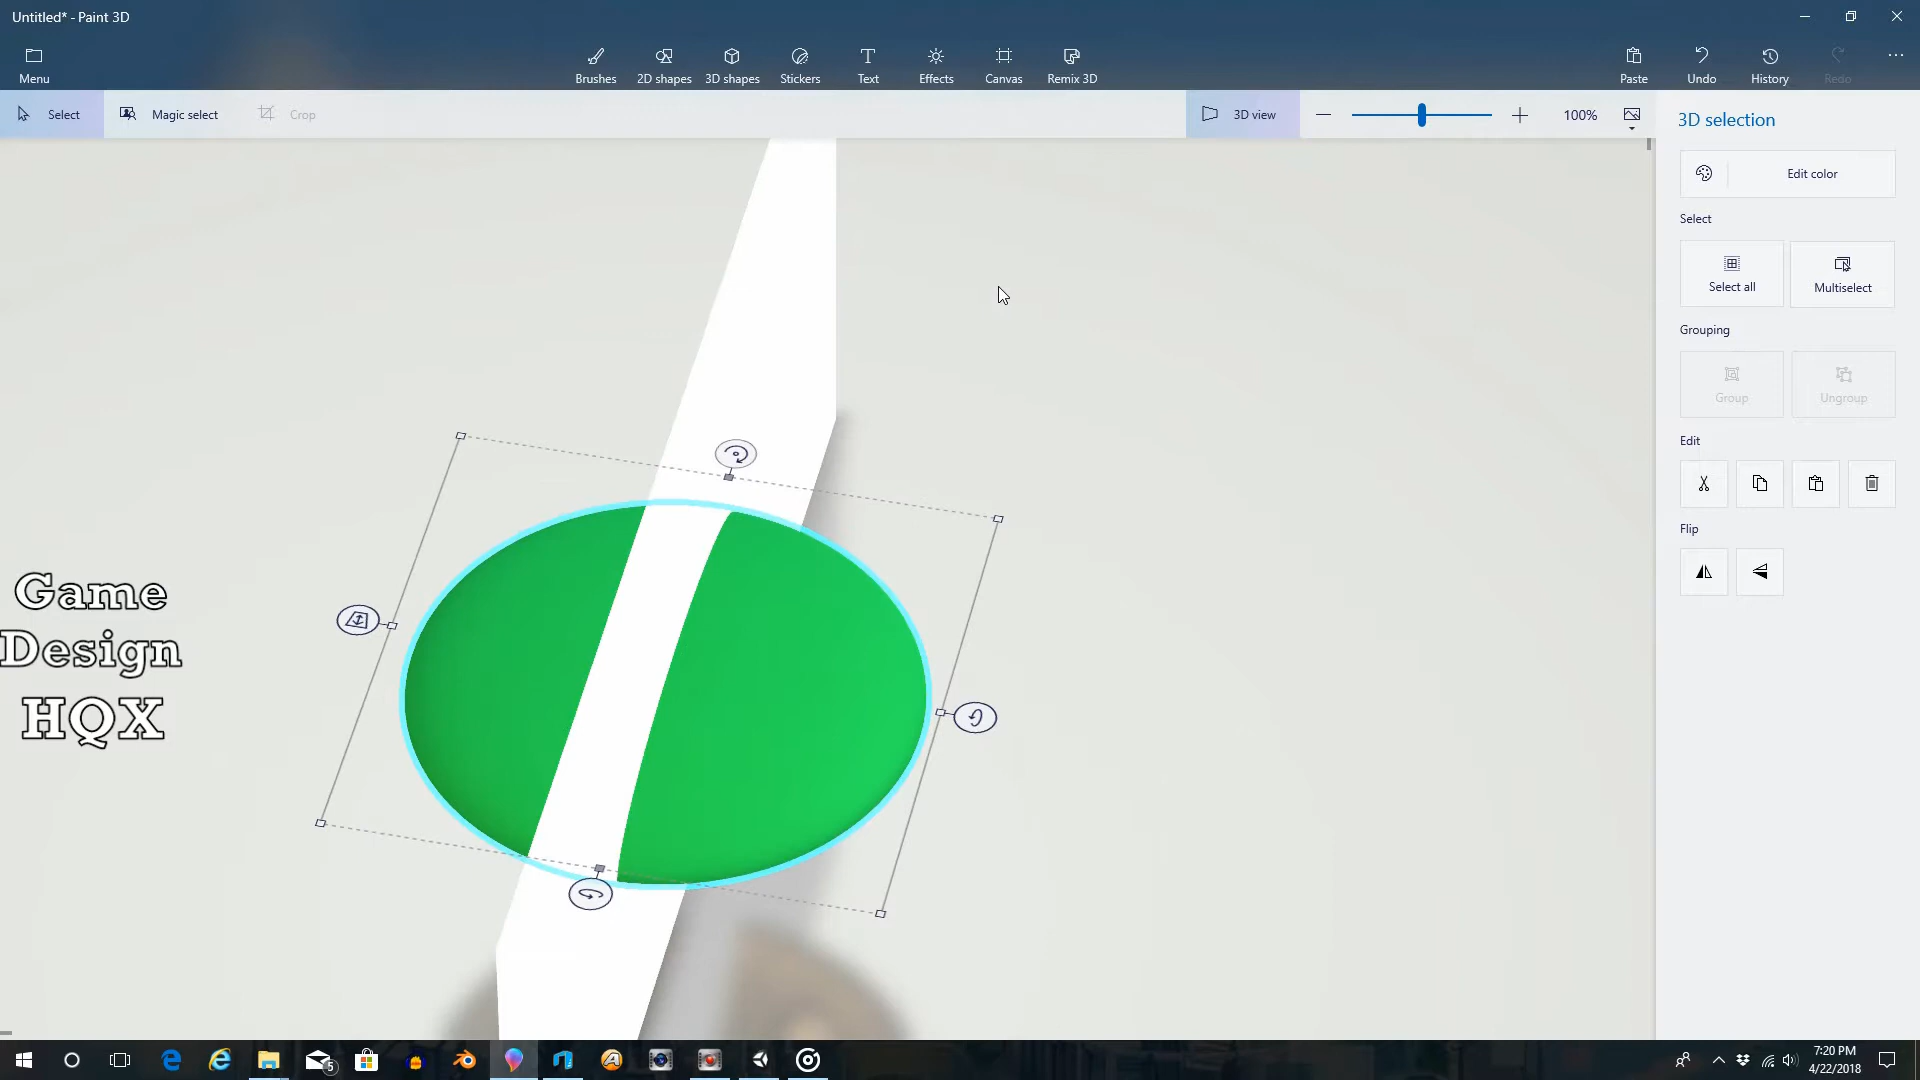 Untitled* - Paint 3D
Menu
Brushes
2D shapes
3D shapes
Stickers
Text
Effects
Canvas
Remix 3D
Paste
Undo
History
Redo
Select
Magic select
Crop
3D view
100%
3D selection
Edit color
Select
Select all
Multiselect
Grouping
Group
Ungroup
Edit
Flip
Game
Design
HQX
5
7:20 PM
4/22/2018